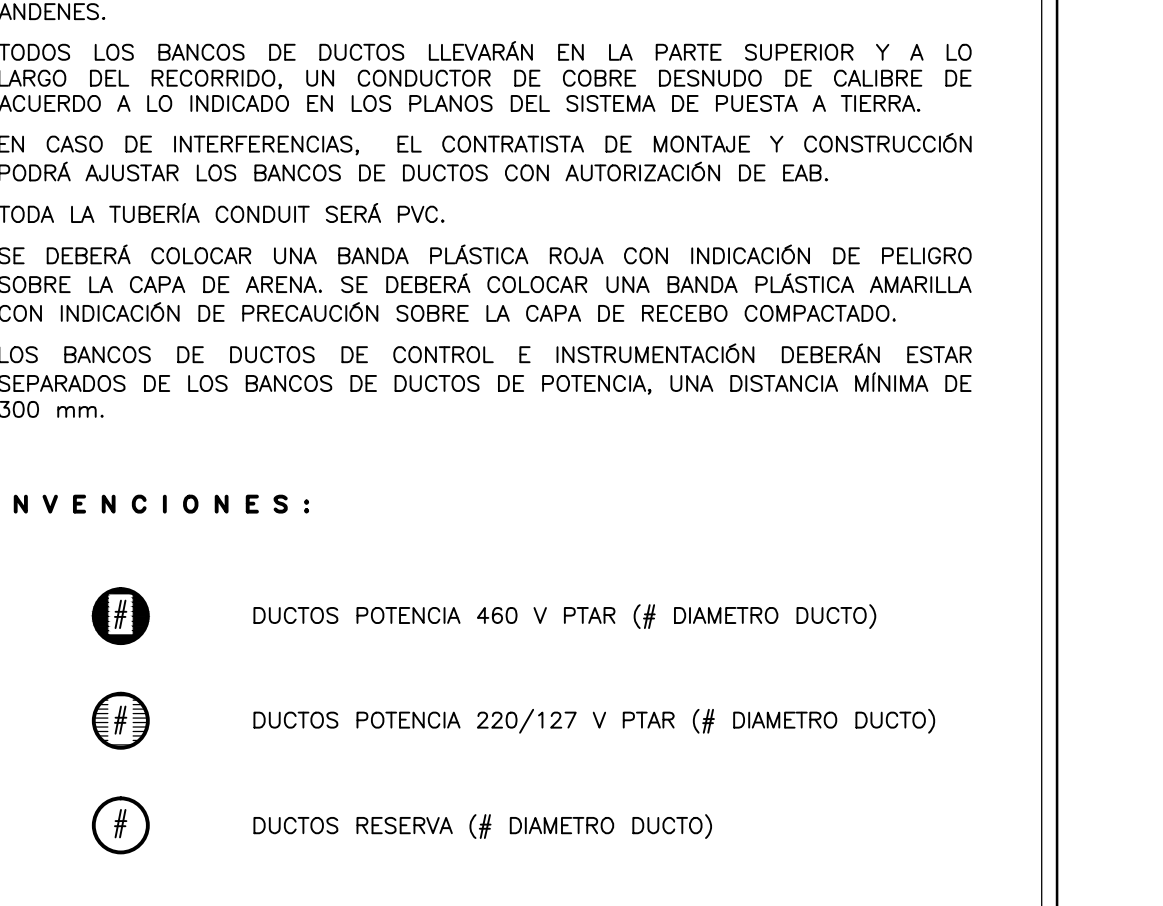 ANDENES.
TODOS LOS BANCOS DE DUCTOS LLEVARÁN EN LA PARTE SUPERIOR Y A LO
LARGO DEL RECORRIDO, UN CONDUCTOR DE COBRE DESNUDO DE CALIBRE DE
ACUERDO A LO INDICADO EN LOS PLANOS DEL SISTEMA DE PUESTA A TIERRA.
EN CASO DE INTERFERENCIAS, EL CONTRATISTA DE MONTAJE Y CONSTRUCCIÓN
PODRÁ AJUSTAR LOS BANCOS DE DUCTOS CON AUTORIZACIÓN DE EAB.
TODA LA TUBERÍA CONDUIT SERÁ PVC.
SE DEBERÁ COLOCAR UNA BANDA PLÁSTICA ROJA CON INDICACIÓN DE PELIGRO
SOBRE LA CAPA DE ARENA. SE DEBERÁ COLOCAR UNA BANDA PLÁSTICA AMARILLA
CON INDICACIÓN DE PRECAUCIÓN SOBRE LA CAPA DE RECEBO COMPACTADO.
LOS BANCOS DE DUCTOS DE CONTROL E INSTRUMENTACIÓN DEBERÁN ESTAR
SEPARADOS DE LOS BANCOS DE DUCTOS DE POTENCIA, UNA DISTANCIA MÍNIMA DE
300 mm.
NVENCIONES:
# DUCTOS POTENCIA 460 V PTAR (# DIAMETRO DUCTO)
# DUCTOS POTENCIA 220/127 V PTAR (# DIAMETRO DUCTO)
# DUCTOS RESERVA (# DIAMETRO DUCTO)